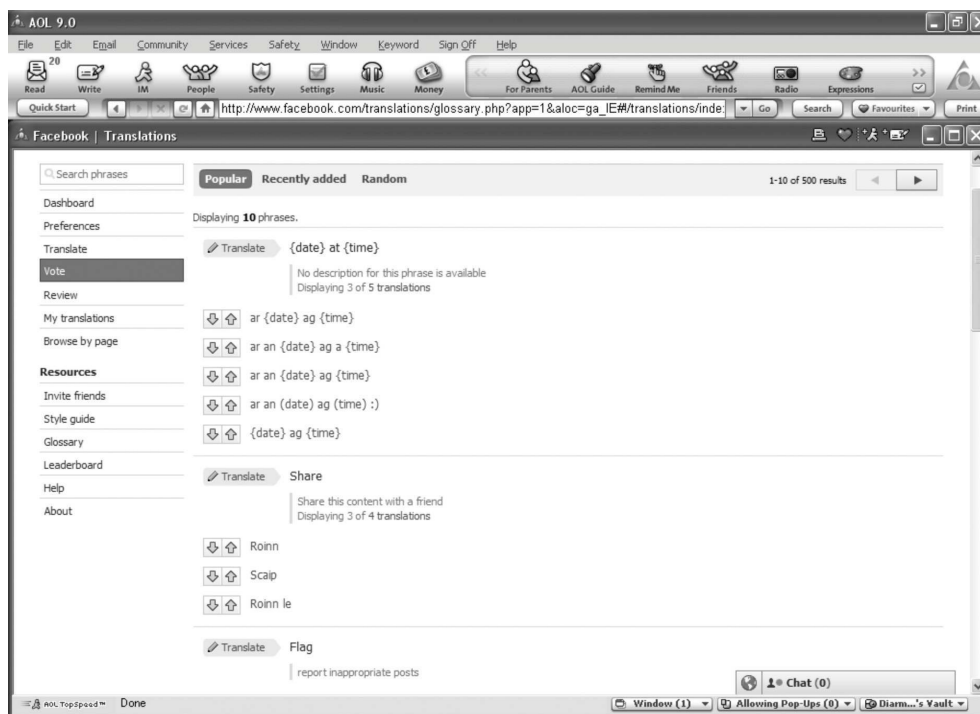 AOL 9.0
File Edit Email Community Services Safety Window Keyword Sign Off Help
20
Read Write IM People Safety Settings Music Money For Parents AOL Guide Remind Me Friends Radio Expressions
Quick Start http://www.facebook.com/translations/glossary.php?app=1&aloc=ga_IE#/translations/inde: Go Search Favourites Print
Facebook | Translations
Search phrases
Popular Recently added Random 1-10 of 500 results
Dashboard
Preferences
Translate
Vote
Review
My translations
Browse by page
Resources
Invite friends
Style guide
Glossary
Leaderboard
Help
About
Displaying 10 phrases.
Translate {date} at {time}
No description for this phrase is available
Displaying 3 of 5 translations
ar {date} ag {time}
ar an {date} ag a {time}
ar an {date} ag {time}
ar an (date) ag (time) :)
{date} ag {time}
Translate Share
Share this content with a friend
Displaying 3 of 4 translations
Roinn
Scaip
Roinn le
Translate Flag
report inappropriate posts
Chat (0)
AOL TopSpeed™ Done Window (1) Allowing Pop-Ups (0) Diarm...'s Vault